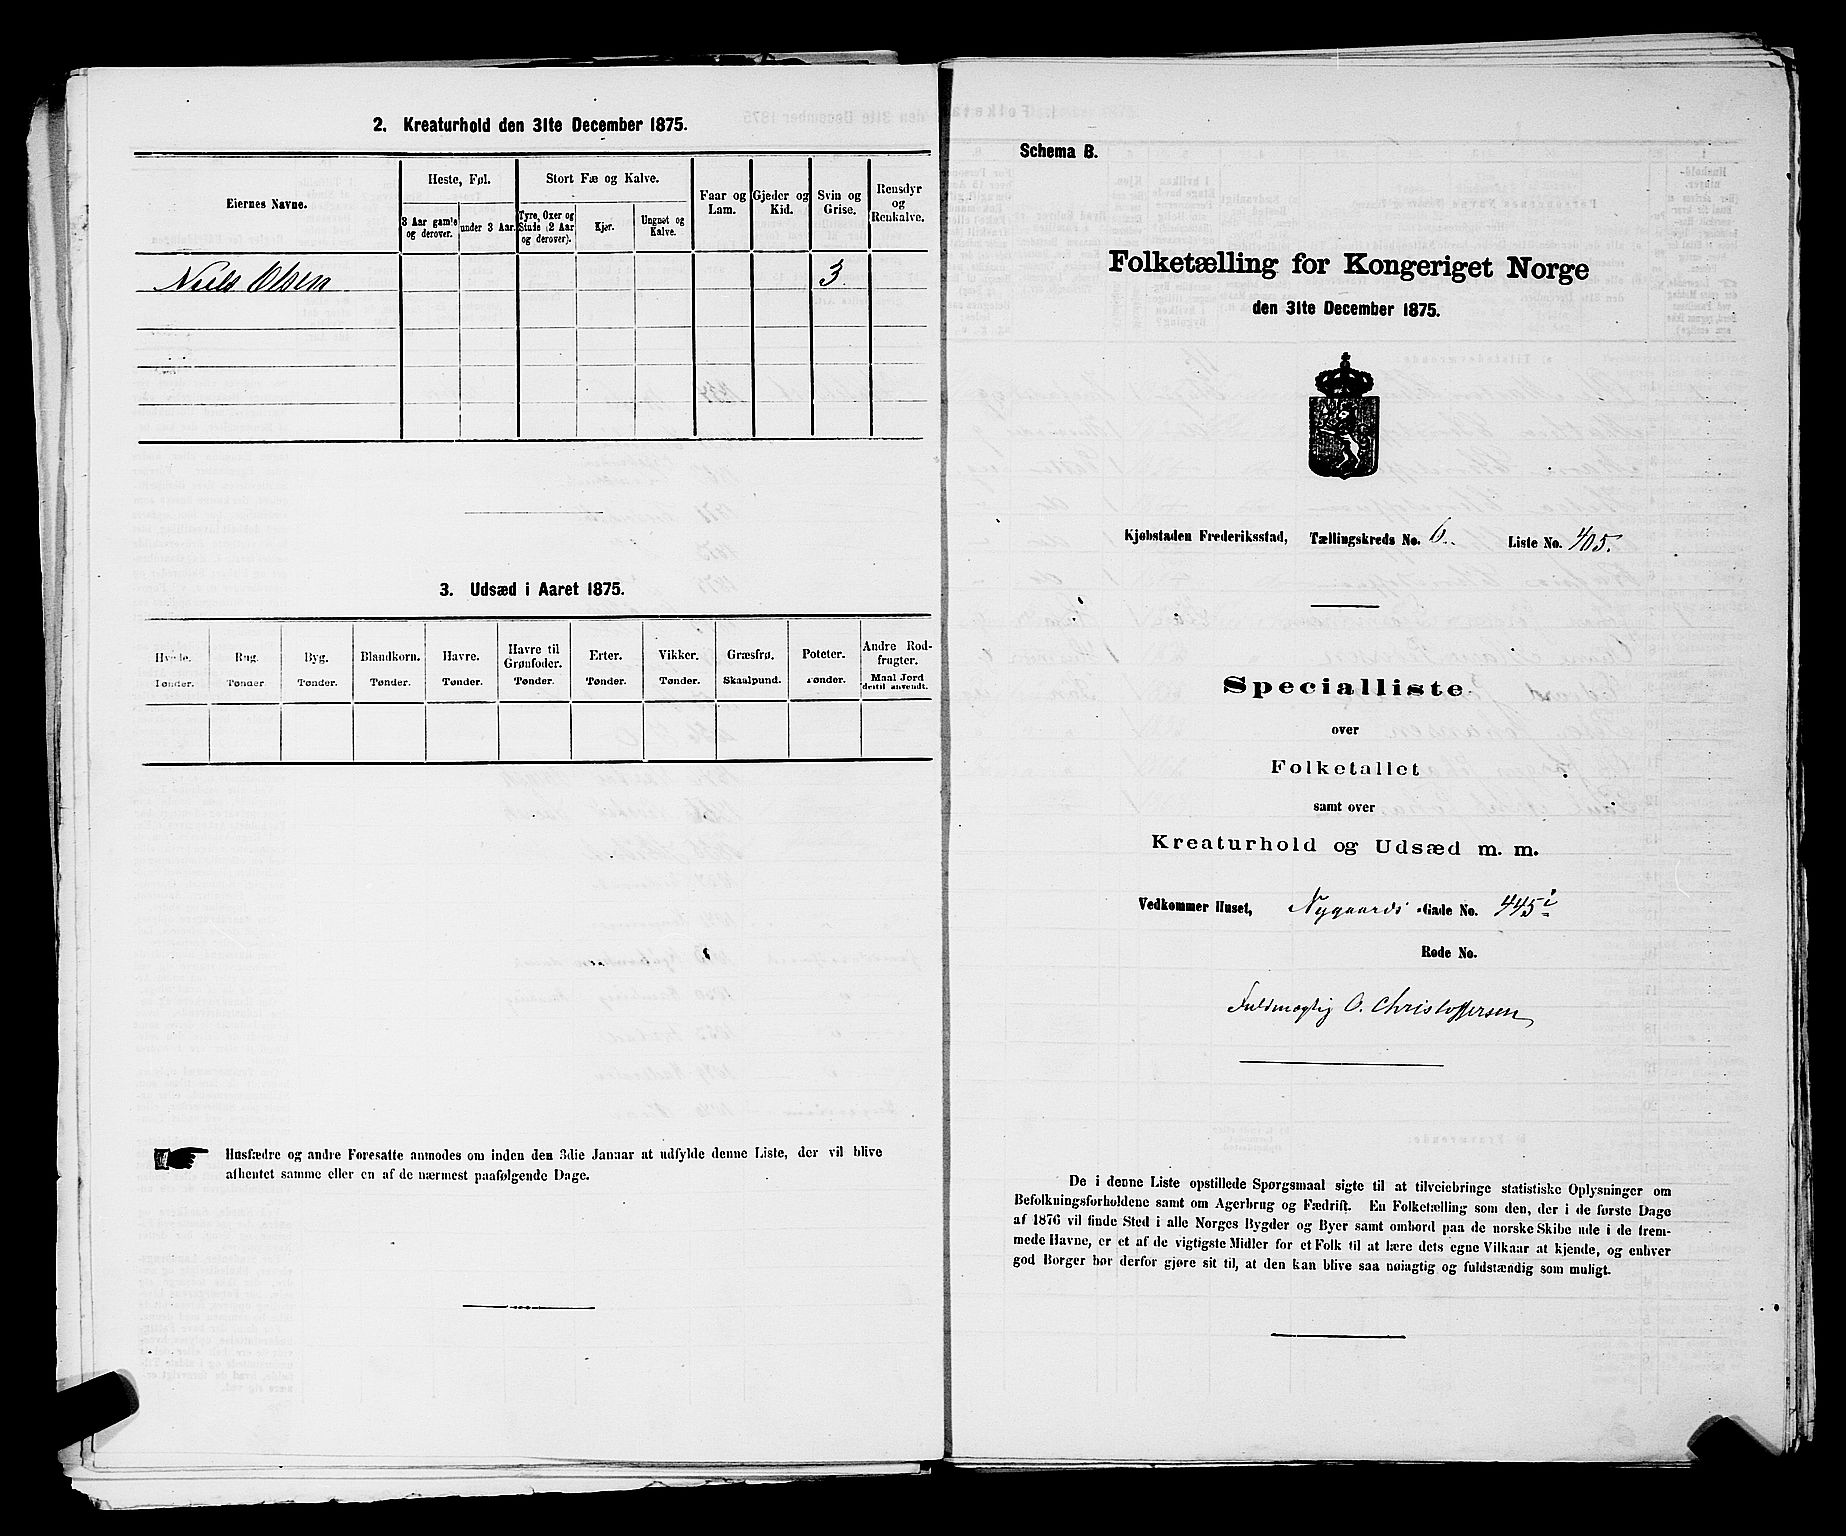 2. Kreaturhold den 31te December 1875.
Eiernes Navne.
Heste, Føl.
Stort Fæ og Kalve.
Faar og Lam.
Gjeder og Kid.
Svin og Grise.
Rensdyr og Renkalve.
3 Aar gamle og derover.
under 3 Aar.
Tyre, Oxer og Stude (2 Aar og derover).
Kjør.
Ungnøt og Kalve.
Niels Olsen 3.
3. Udsæd i Aaret 1875.
Hvede. Rug. Byg. Blandkorn. Havre. Havre til Grønfoder. Erter. Vikker. Græsfrø. Poteter. Andre Rodfrugter.
Tønder. Tønder. Tønder. Tønder. Tønder. Tønder. Tønder. Tønder. Skaalpund. Tønder. Maal Jord dertil anvendt.
Husfædre og andre Foresatte anmodes om inden den 3die Januar at udfylde denne Liste, der vil blive
afhentet samme eller en af de nærmest paafølgende Dage.
Schema B.
Folketælling for Kongeriget Norge
den 31te December 1875.
Kjøbstaden Frederiksstad, Tællingskreds No. 6. Liste No. 405.
Specialliste
over
Folketallet
samt over
Kreaturhold og Udsæd m. m.
Vedkommer Huset, Nygaards -Gade No. 445i
Rode No.
Fuldmægtig O. Christoffersen
De i denne Liste opstillede Spørgsmaal sigte til at tilveiebringe statistiske Oplysninger om
Befolkningsforholdene samt om Agerbrug og Fædrift. En Folketælling som den, der i de første Dage
af 1876 vil finde Sted i alle Norges Bygder og Byer samt ombord paa de norske Skibe ude i de frem-
mede Havne, er et af de vigtigste Midler for et Folk til at lære dets egne Vilkaar at kjende, og enhver
god Borger bør derfor gjøre sit til, at den kan blive saa nøiagtig og fuldstændig som muligt.